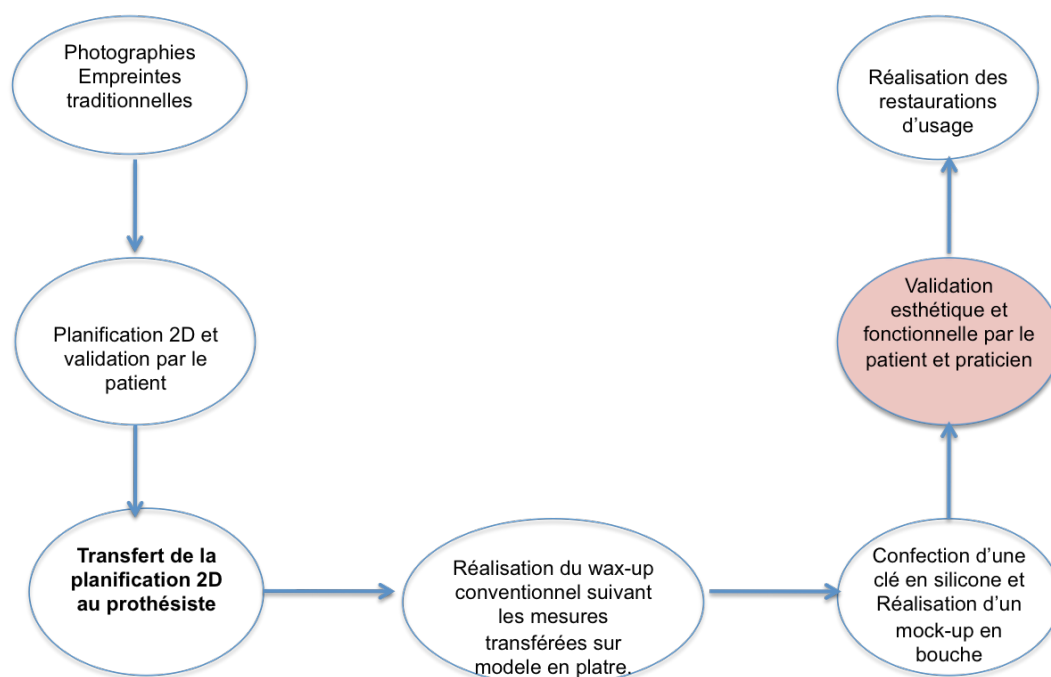 Photographies
Empreintes
traditionnelles
Planification 2D et
validation par le
patient
Transfert de la
planification 2D
au prothésiste
Réalisation du wax-up
conventionnel suivant
les mesures
transférées sur
modele en platre.
Confection d’une
clé en silicone et
Réalisation d’un
mock-up en
bouche
Validation
esthétique et
fonctionnelle par le
patient et praticien
Réalisation des
restaurations
d’usage